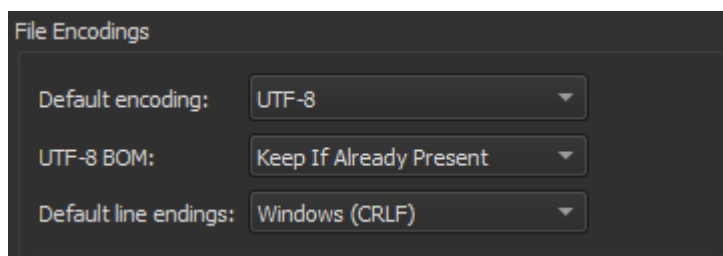 File Encodings
Default encoding: UTF-8
UTF-8 BOM: Keep If Already Present
Default line endings: Windows (CRLF)